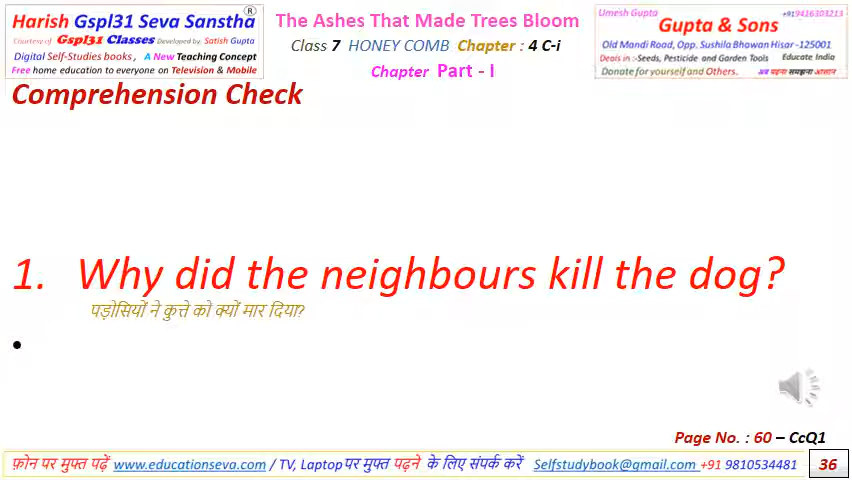 Harish Gspl31 Seva Sanstha ®
Courtesy of Gspl31 Classes Developed by Satish Gupta
Digital Self-Studies books, A New Teaching Concept
Free home education to everyone on Television & Mobile
The Ashes That Made Trees Bloom
Class 7 HONEY COMB Chapter : 4 C-i
Chapter Part - I
Umesh Gupta +919416303213
Gupta & Sons
Old Mandi Road, Opp. Sushila Bhawan Hisar -125001
Deals in :-Seeds, Pesticide and Garden Tools Educate India
Donate for yourself and Others. अब पढ़ना समझना आसान
Comprehension Check
1. Why did the neighbours kill the dog?
पड़ोसियों ने कुत्ते को क्यों मार दिया?
•
Page No. : 60 – CcQ1
फ़ोन पर मुफ्त पढ़ें www.educationseva.com / TV, Laptop पर मुफ्त पढ़ने के लिए संपर्क करें Selfstudybook@gmail.com +91 9810534481
36